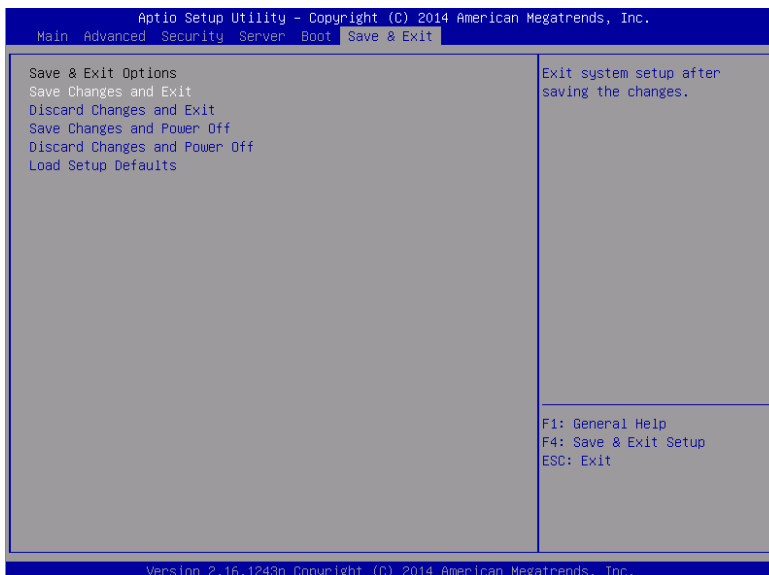 Aptio Setup Utility – Copyright (C) 2014 American Megatrends, Inc.
Main Advanced Security Server Boot Save & Exit
Save & Exit Options
Save Changes and Exit
Discard Changes and Exit
Save Changes and Power Off
Discard Changes and Power Off
Load Setup Defaults
Exit system setup after
saving the changes.
F1: General Help
F4: Save & Exit Setup
ESC: Exit
Version 2.16.1243n Copyright (C) 2014 American Megatrends, Inc.